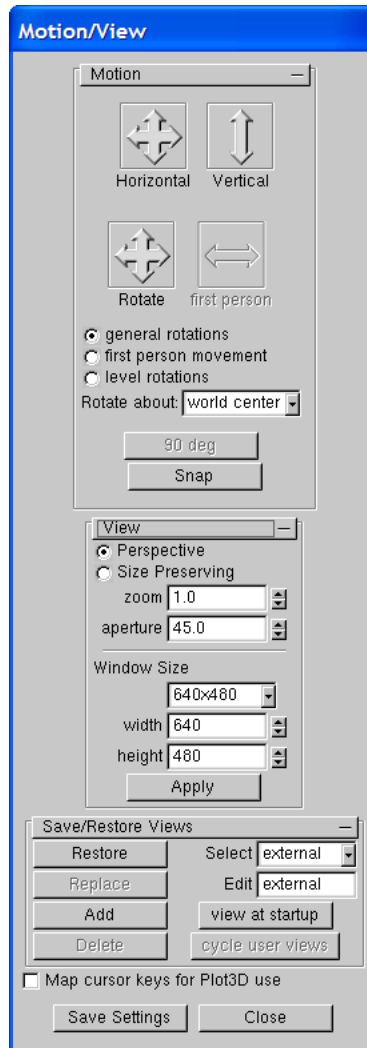 Motion/View
Motion
Horizontal Vertical
Rotate first person
general rotations
first person movement
level rotations
Rotate about: world center
90 deg
Snap
View
Perspective
Size Preserving
zoom 1.0
aperture 45.0
Window Size
640x480
width 640
height 480
Apply
Save/Restore Views
Restore Select external
Replace Edit external
Add view at startup
Delete cycle user views
Map cursor keys for Plot3D use
Save Settings Close